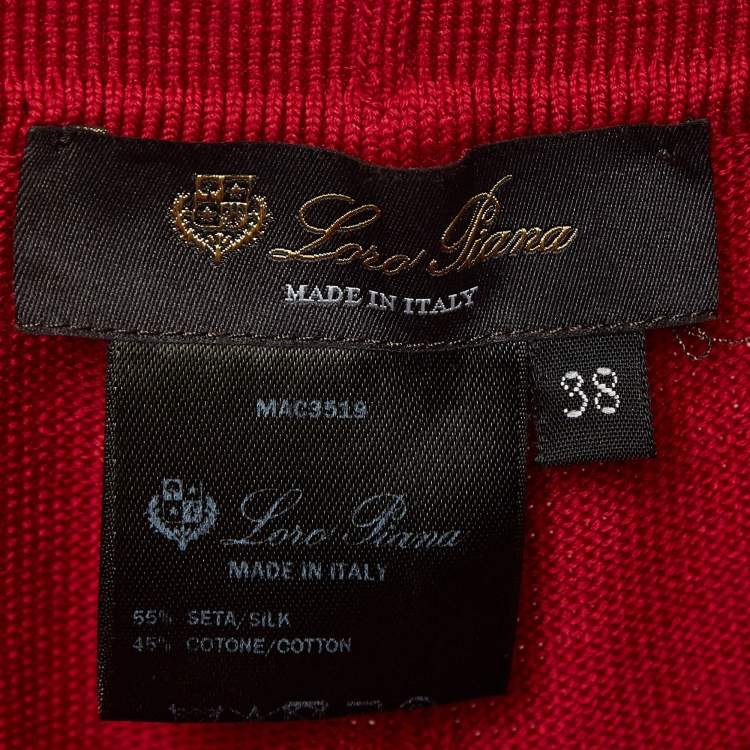 Loro Piana
MADE IN ITALY
38
MAC3519
Loro Piana
MADE IN ITALY
55% SETA/SILK
45% COTONE/COTTON